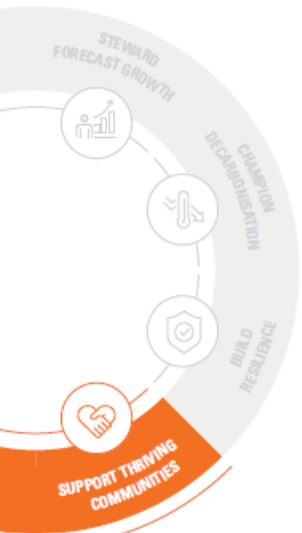 STEWARD
FORECAST GROWTH
CHAMPION
DECARBONISATION
BUILD
RESILIENCE
SUPPORT THRIVING
COMMUNITIES